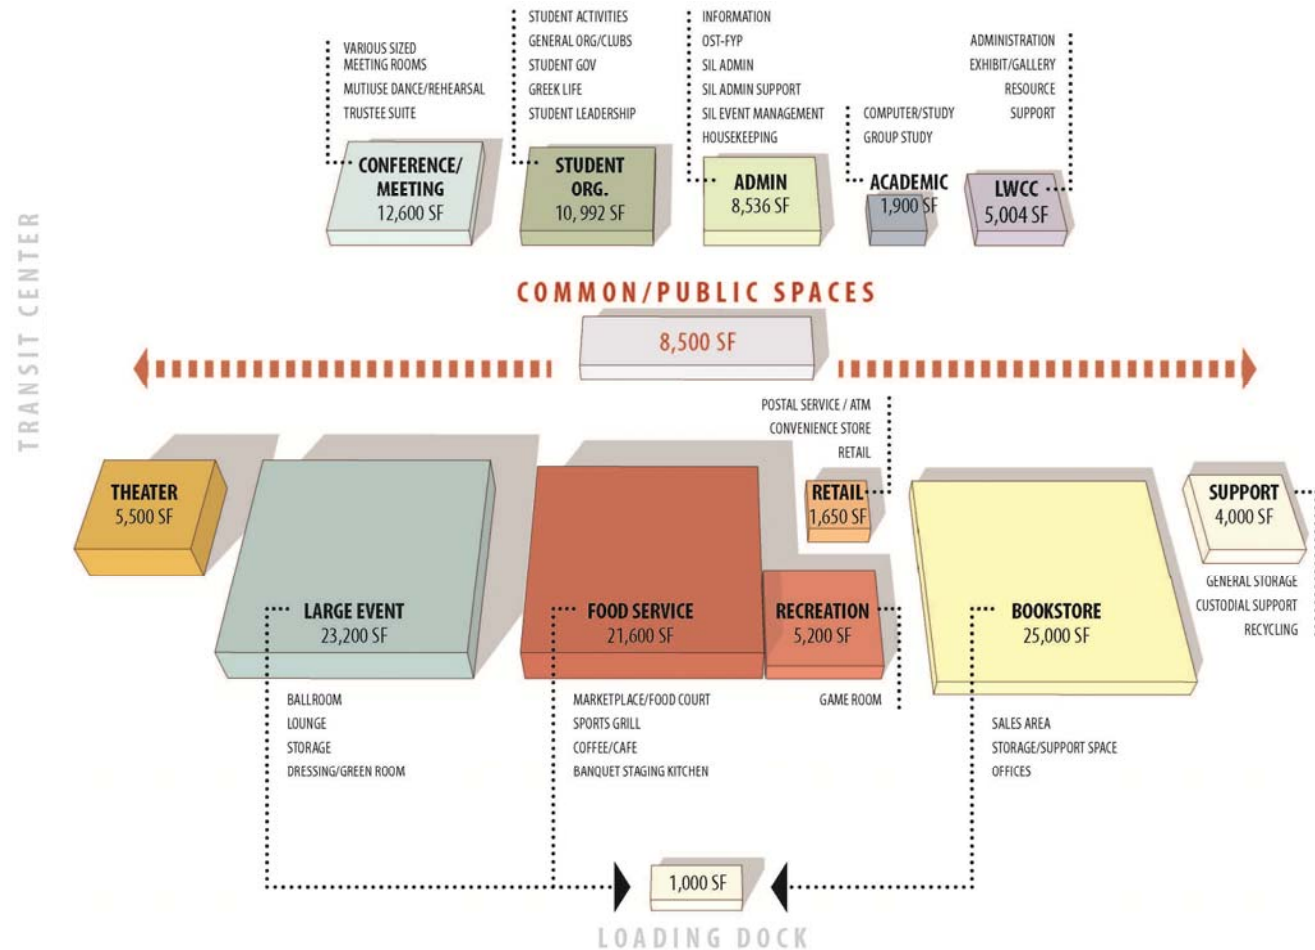 VARIOUS SIZED
MEETING ROOMS
MUTIUSE DANCE/REHEARSAL
TRUSTEE SUITE
STUDENT ACTIVITIES
GENERAL ORG/CLUBS
STUDENT GOV
GREEK LIFE
STUDENT LEADERSHIP
INFORMATION
OST-FYP
SIL ADMIN
SIL ADMIN SUPPORT
SIL EVENT MANAGEMENT
HOUSEKEEPING
COMPUTER/STUDY
GROUP STUDY
ADMINISTRATION
EXHIBIT/GALLERY
RESOURCE
SUPPORT
CONFERENCE/
MEETING
12,600 SF
STUDENT
ORG.
10, 992 SF
ADMIN
8,536 SF
ACADEMIC
1,900 SF
LWCC
5,004 SF
TRANSIT CENTER
COMMON/PUBLIC SPACES
8,500 SF
POSTAL SERVICE / ATM
CONVENIENCE STORE
RETAIL
THEATER
5,500 SF
LARGE EVENT
23,200 SF
FOOD SERVICE
21,600 SF
RETAIL
1,650 SF
RECREATION
5,200 SF
BOOKSTORE
25,000 SF
SUPPORT
4,000 SF
GENERAL STORAGE
CUSTODIAL SUPPORT
RECYCLING
BALLROOM
LOUNGE
STORAGE
DRESSING/GREEN ROOM
MARKETPLACE/FOOD COURT
SPORTS GRILL
COFFEE/CAFE
BANQUET STAGING KITCHEN
GAME ROOM
SALES AREA
STORAGE/SUPPORT SPACE
OFFICES
1,000 SF
LOADING DOCK